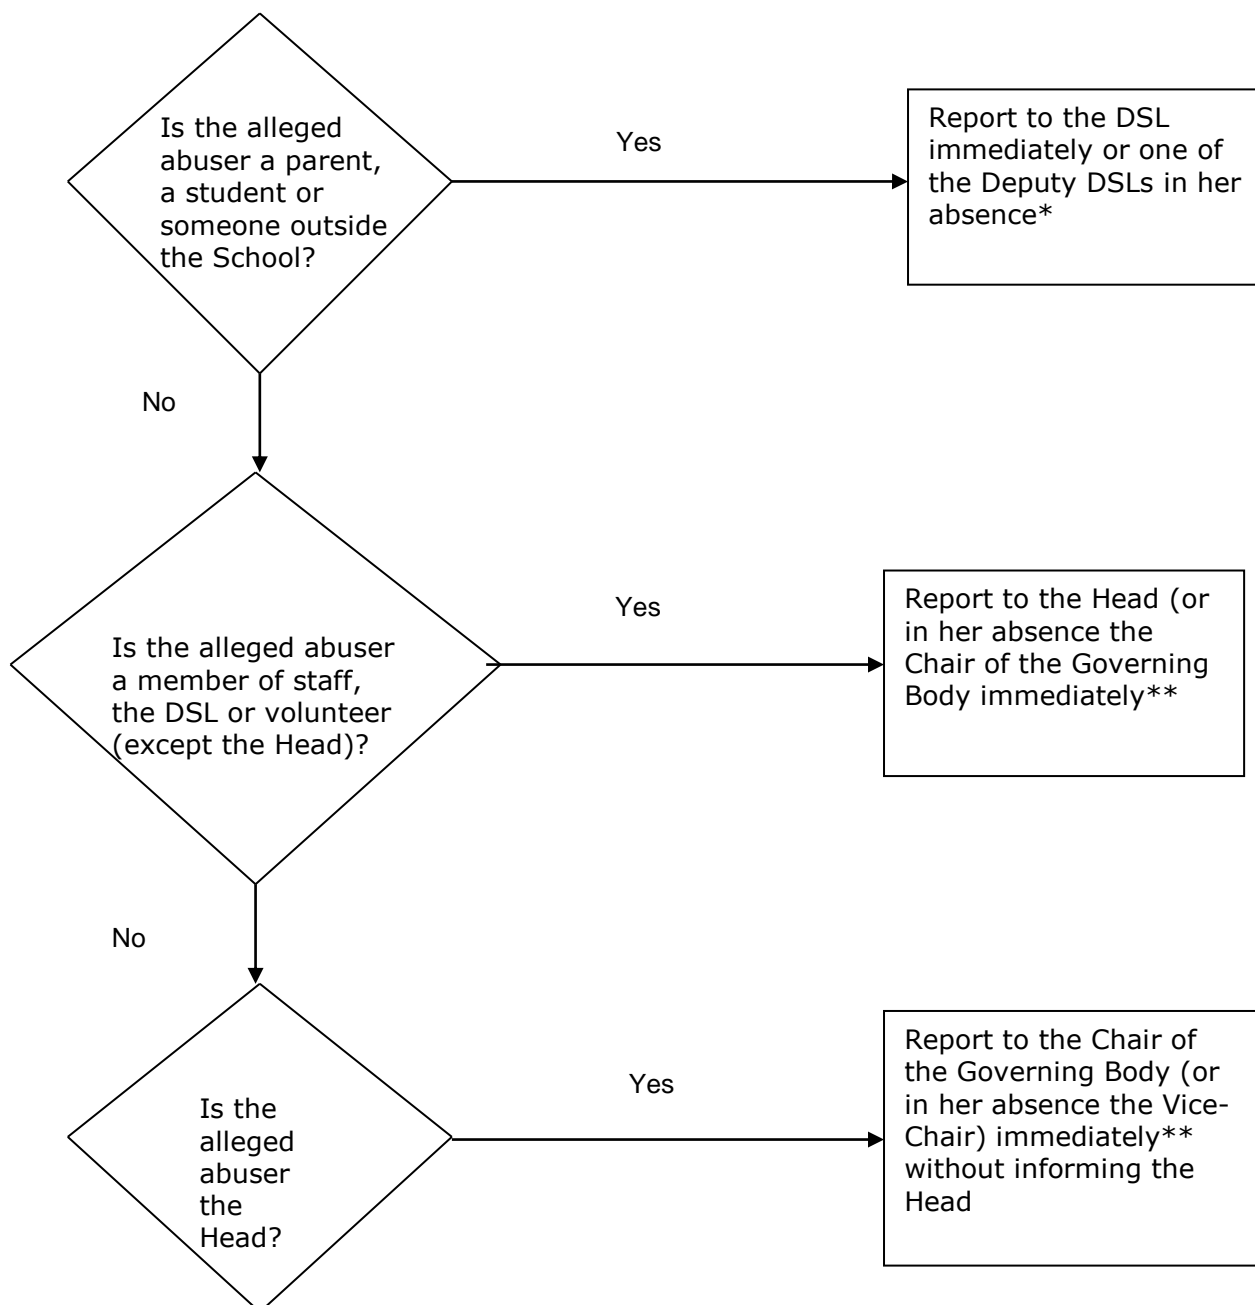 Is the alleged
abuser a parent,
a student or
someone outside
the School?
Yes
Report to the DSL
immediately or one of
the Deputy DSLs in her
absence*
No
Is the alleged abuser
a member of staff,
the DSL or volunteer
(except the Head)?
Yes
Report to the Head (or
in her absence the
Chair of the Governing
Body immediately**
No
Is the
alleged
abuser
the
Head?
Yes
Report to the Chair of
the Governing Body (or
in her absence the Vice-
Chair) immediately**
without informing the
Head